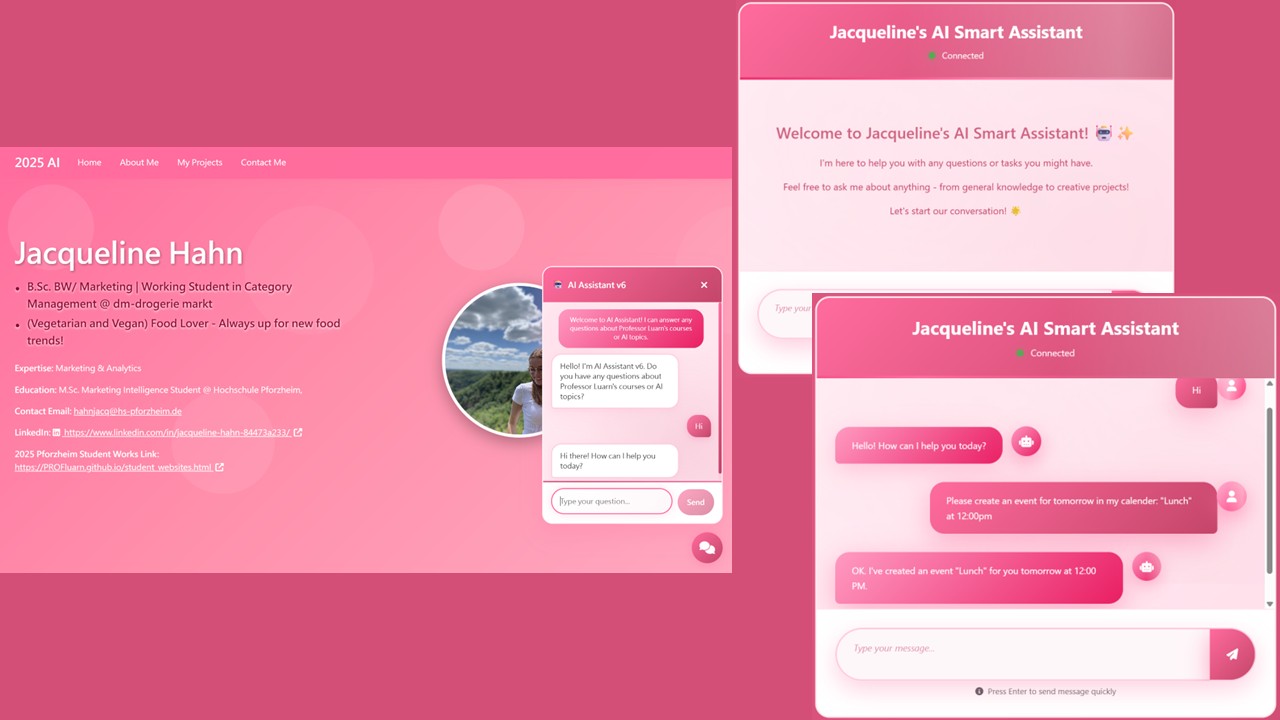 2025 AI Home About Me My Projects Contact Me
Jacqueline Hahn
• B.Sc. BW/ Marketing | Working Student in Category
Management @ dm-drogerie markt
• (Vegetarian and Vegan) Food Lover - Always up for new food
trends!
Expertise: Marketing & Analytics
Education: M.Sc. Marketing Intelligence Student @ Hochschule Pforzheim,
Contact Email: hahnjacq@hs-pforzheim.de
LinkedIn: https://www.linkedin.com/in/jacqueline-hahn-84473a233/
2025 Pforzheim Student Works Link:
https://PROFluarn.github.io/student_websites.html
AI Assistant v6 ×
Welcome to AI Assistant! I can answer any
questions about Professor Luarn's courses
or AI topics.
Hello! I'm AI Assistant v6. Do
you have any questions about
Professor Luarn's courses or AI
topics?
Hi
Hi there! How can I help you
today?
Type your question...
Send
Jacqueline's AI Smart Assistant
Connected
Welcome to Jacqueline's AI Smart Assistant! 🤖 ✨
I'm here to help you with any questions or tasks you might have.
Feel free to ask me about anything - from general knowledge to creative projects!
Let's start our conversation! ☀️
Type your
Jacqueline's AI Smart Assistant
Connected
Hi
Hello! How can I help you today?
Please create an event for tomorrow in my calender: "Lunch"
at 12:00pm
OK. I've created an event "Lunch" for you tomorrow at 12:00
PM.
Type your message...
Press Enter to send message quickly